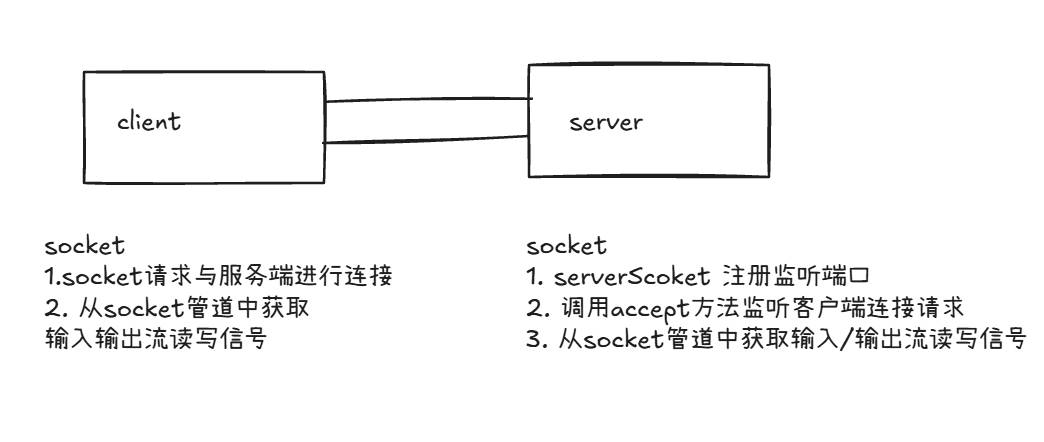 client
server
socket
1.socket请求与服务端进行连接
2. 从socket管道中获取
输入输出流读写信号
socket
1. serverScoket 注册监听端口
2. 调用accept方法监听客户端连接请求
3. 从socket管道中获取输入/输出流读写信号